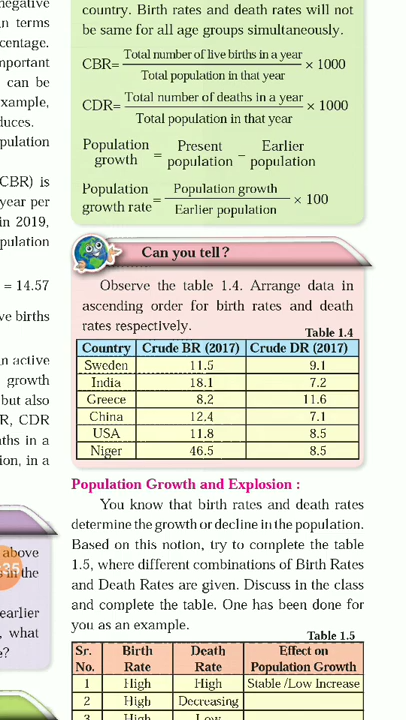 negative
n terms
centage.
mportant
can be
xample,
duces.
pulation
CBR) is
year per
in 2019,
pulation
= 14.57
ve births
n active
growth
but also
R, CDR
ths in a
ion, in a
above
:35
s in the
earlier
, what
e?
country. Birth rates and death rates will not
be same for all age groups simultaneously.
CBR= Total number of live births in a year × 1000
Total population in that year
CDR= Total number of deaths in a year × 1000
Total population in that year
Population growth = Present population − Earlier population
Population growth rate = Population growth × 100
Earlier population
Can you tell?
Observe the table 1.4. Arrange data in
ascending order for birth rates and death
rates respectively.
Table 1.4
Country Crude BR (2017) Crude DR (2017)
Sweden 11.5 9.1
India 18.1 7.2
Greece 8.2 11.6
China 12.4 7.1
USA 11.8 8.5
Niger 46.5 8.5
Population Growth and Explosion :
You know that birth rates and death rates
determine the growth or decline in the population.
Based on this notion, try to complete the table
1.5, where different combinations of Birth Rates
and Death Rates are given. Discuss in the class
and complete the table. One has been done for
you as an example.
Table 1.5
Sr. No. Birth Rate Death Rate Effect on Population Growth
1 High High Stable /Low Increase
2 High Decreasing
3 High Low